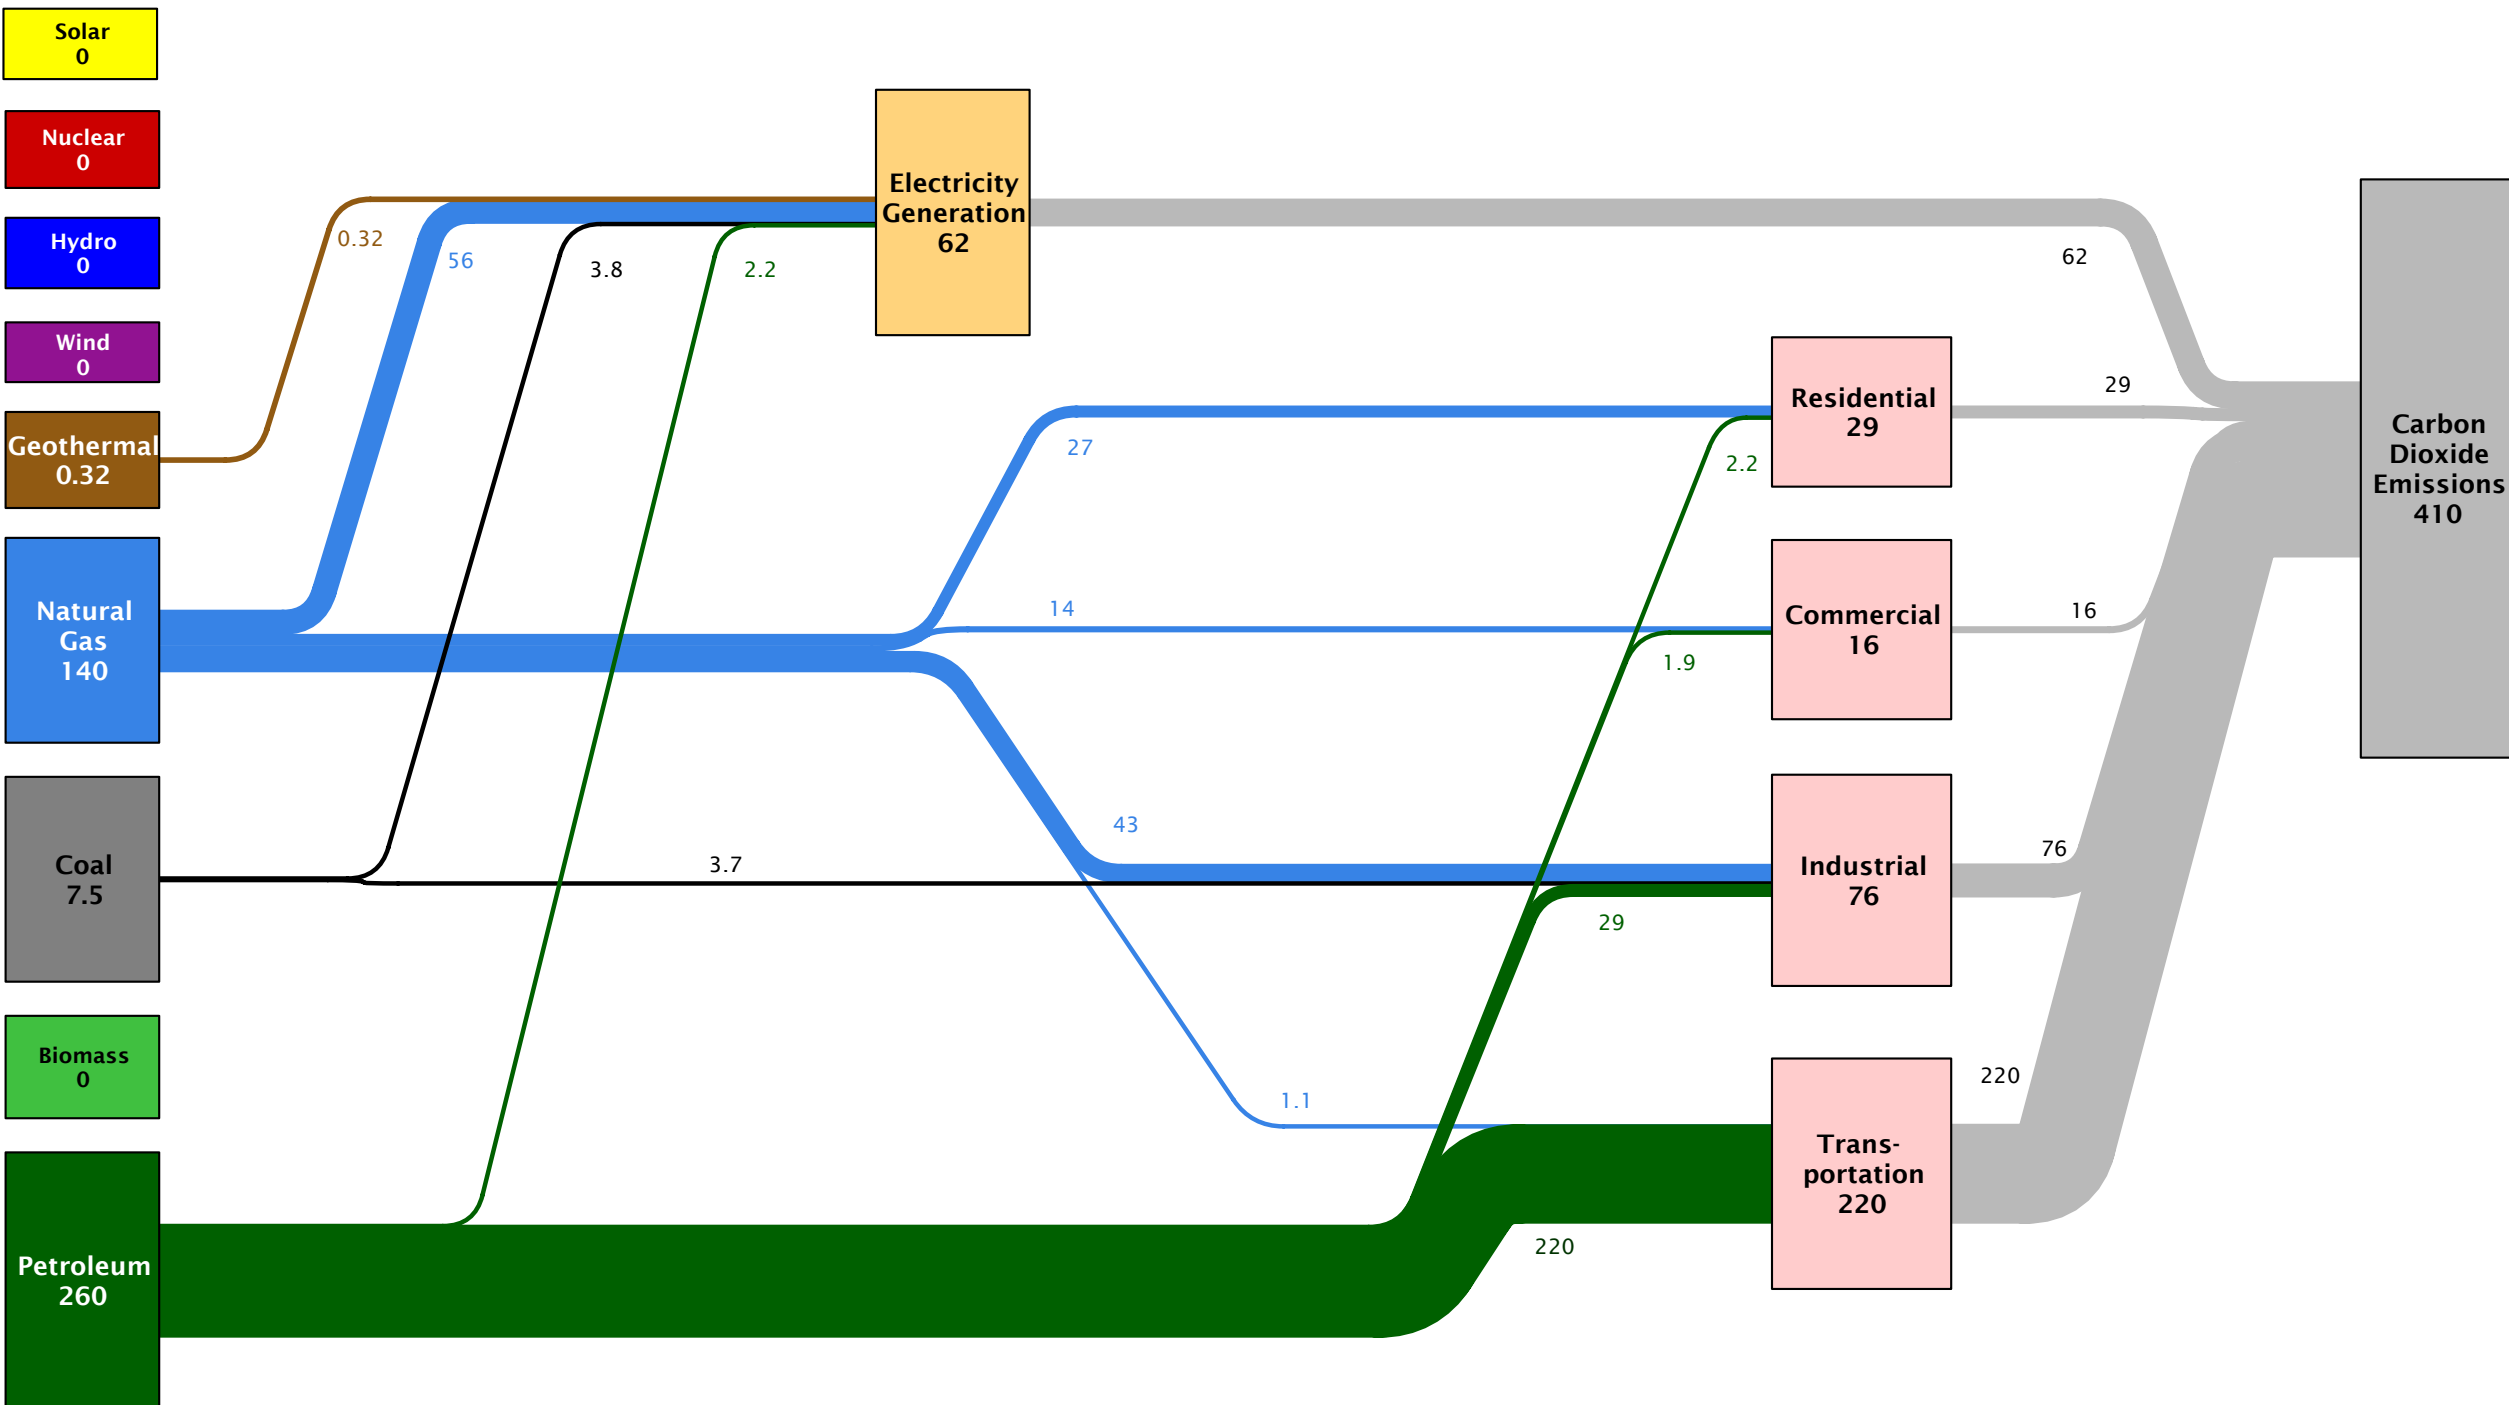 Solar
0
Nuclear
0
Hydro
0
Wind
0
Geothermal
0.32
Natural
Gas
140
Coal
7.5
Biomass
0
Petroleum
260
0.32
56
3.8
2.2
Electricity
Generation
62
27
14
43
3.7
1.1
2.2
1.9
29
220
Residential
29
Commercial
16
Industrial
76
Trans-
portation
220
62
29
16
76
220
Carbon
Dioxide
Emissions
410